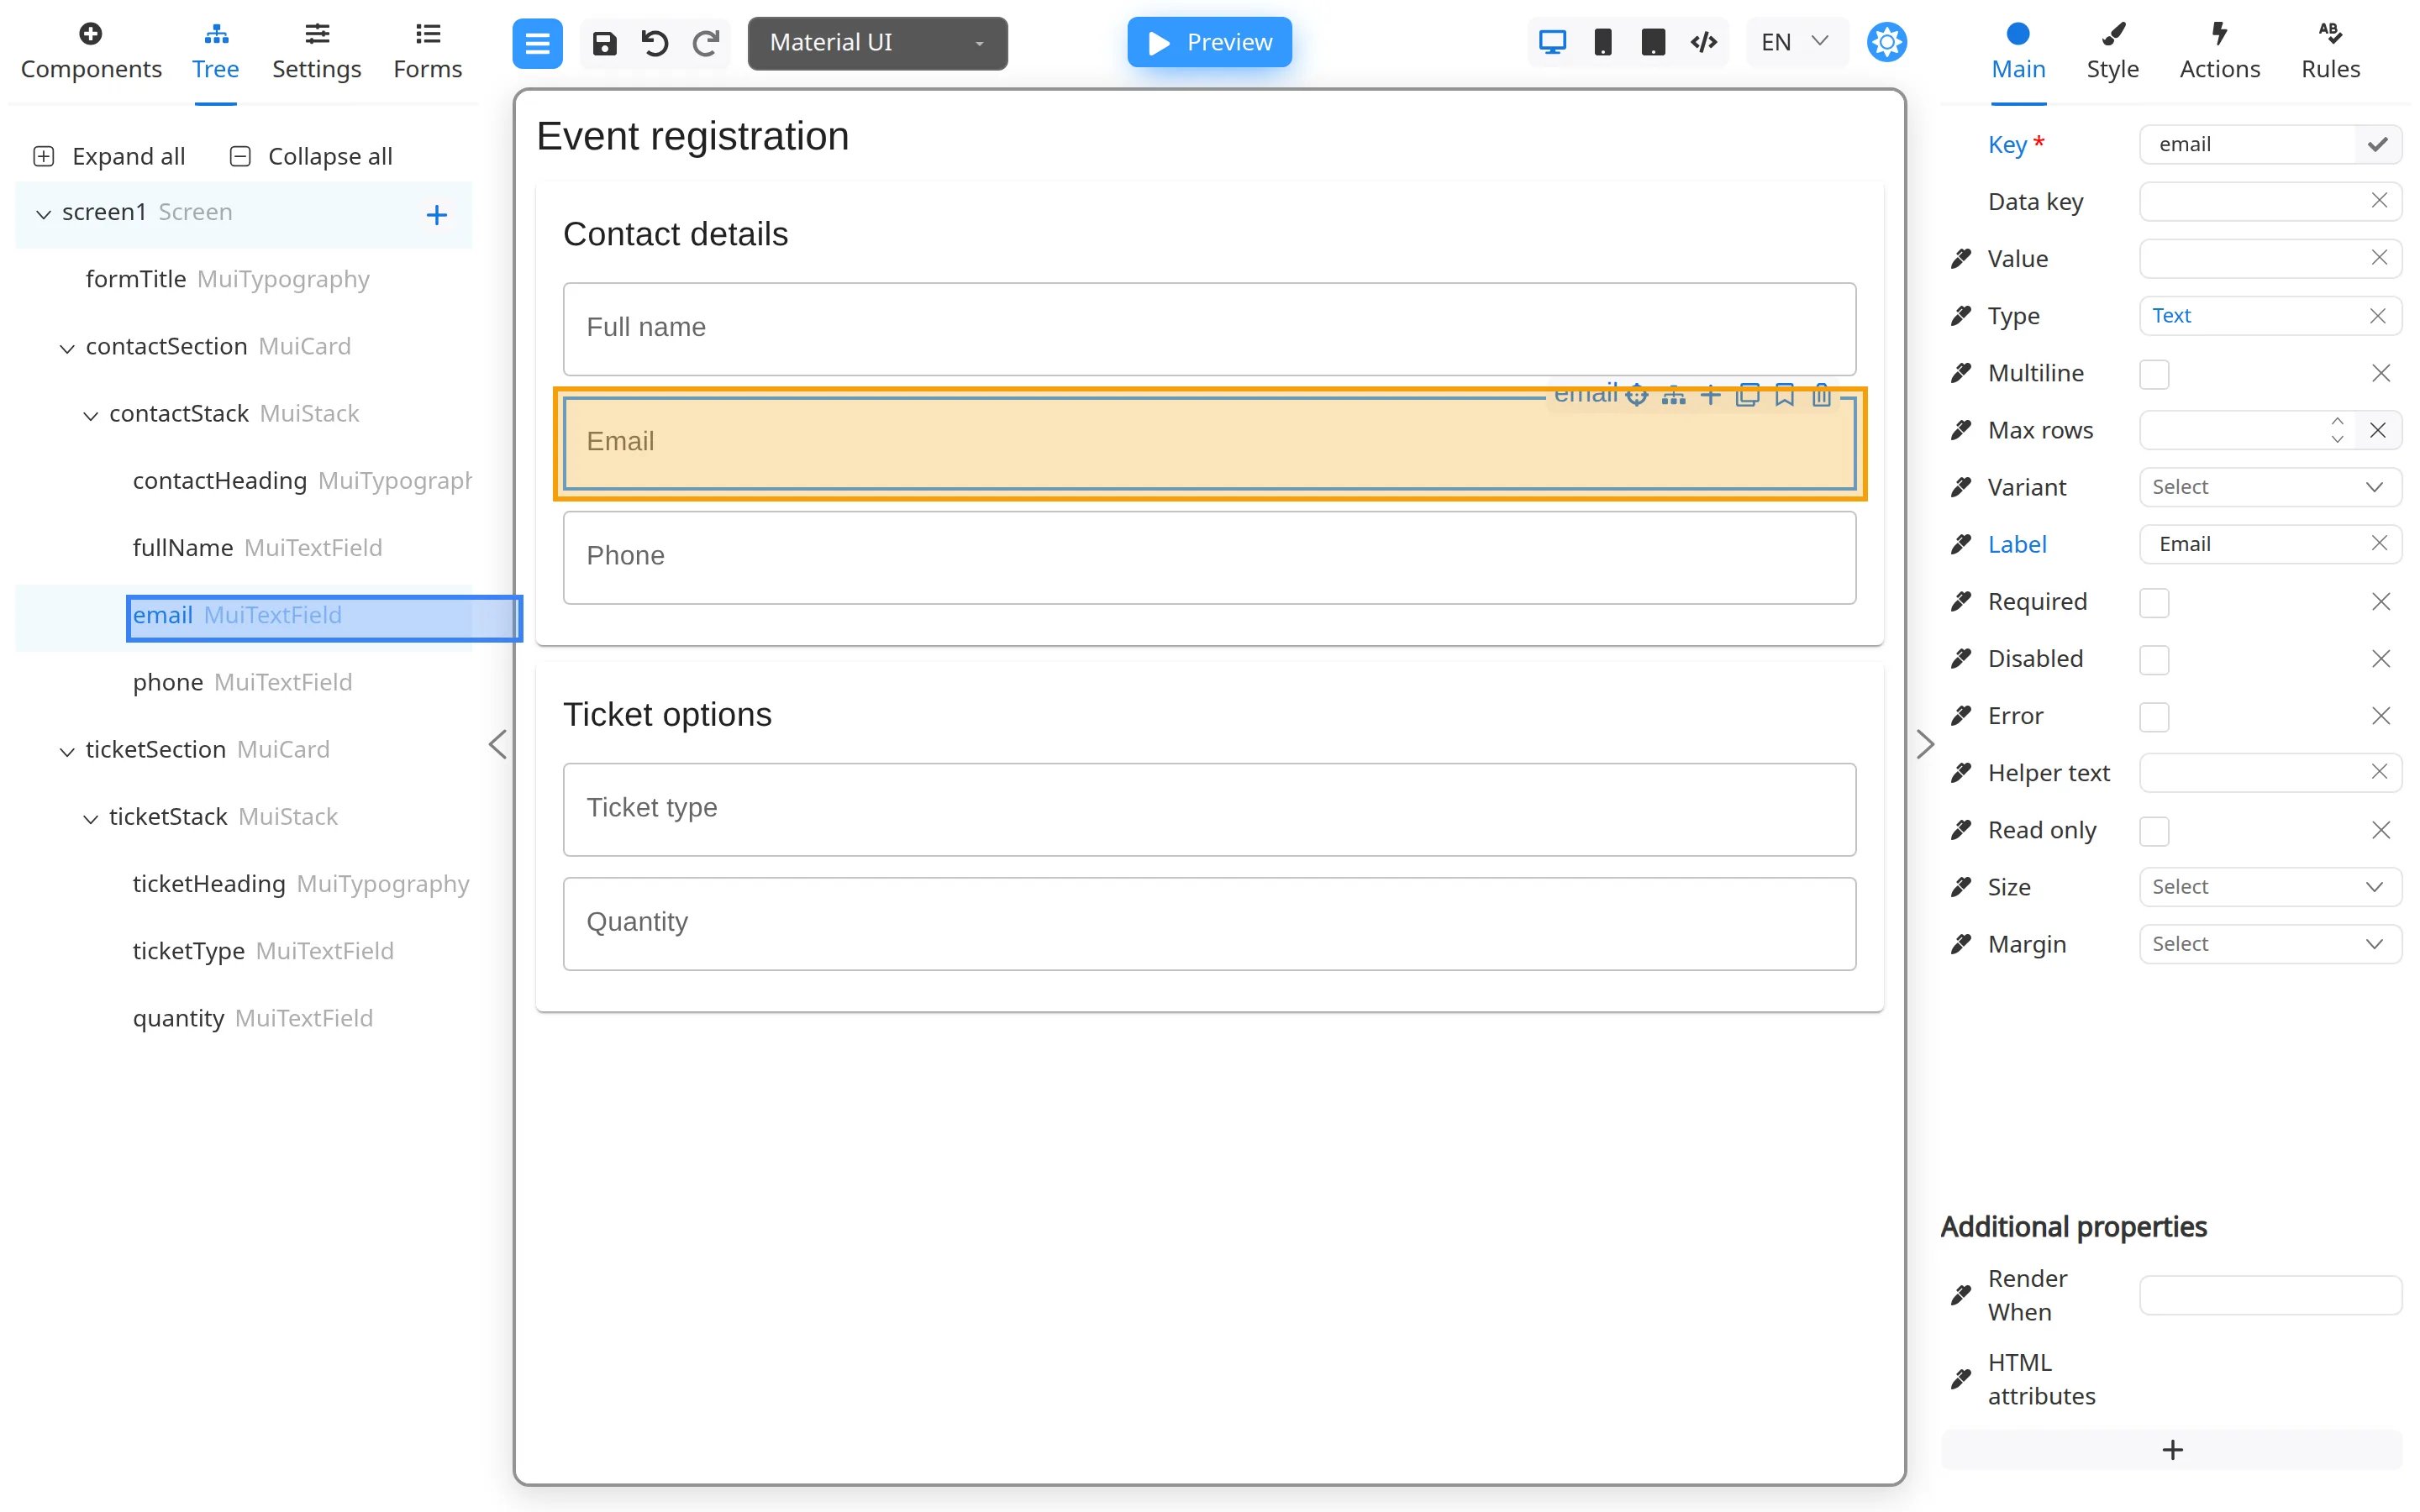 Components Tree Settings Forms
Material UI
Preview
EN
Main Style Actions Rules
Expand all Collapse all
screen1 Screen
formTitle MuiTypography
contactSection MuiCard
contactStack MuiStack
contactHeading MuiTypograph
fullName MuiTextField
email MuiTextField
phone MuiTextField
ticketSection MuiCard
ticketStack MuiStack
ticketHeading MuiTypography
ticketType MuiTextField
quantity MuiTextField
Event registration
Contact details
Full name
email
Email
Phone
Ticket options
Ticket type
Quantity
Key * email
Data key
Value
Type Text
Multiline
Max rows
Variant Select
Label Email
Required
Disabled
Error
Helper text
Read only
Size Select
Margin Select
Additional properties
Render
When
HTML
attributes